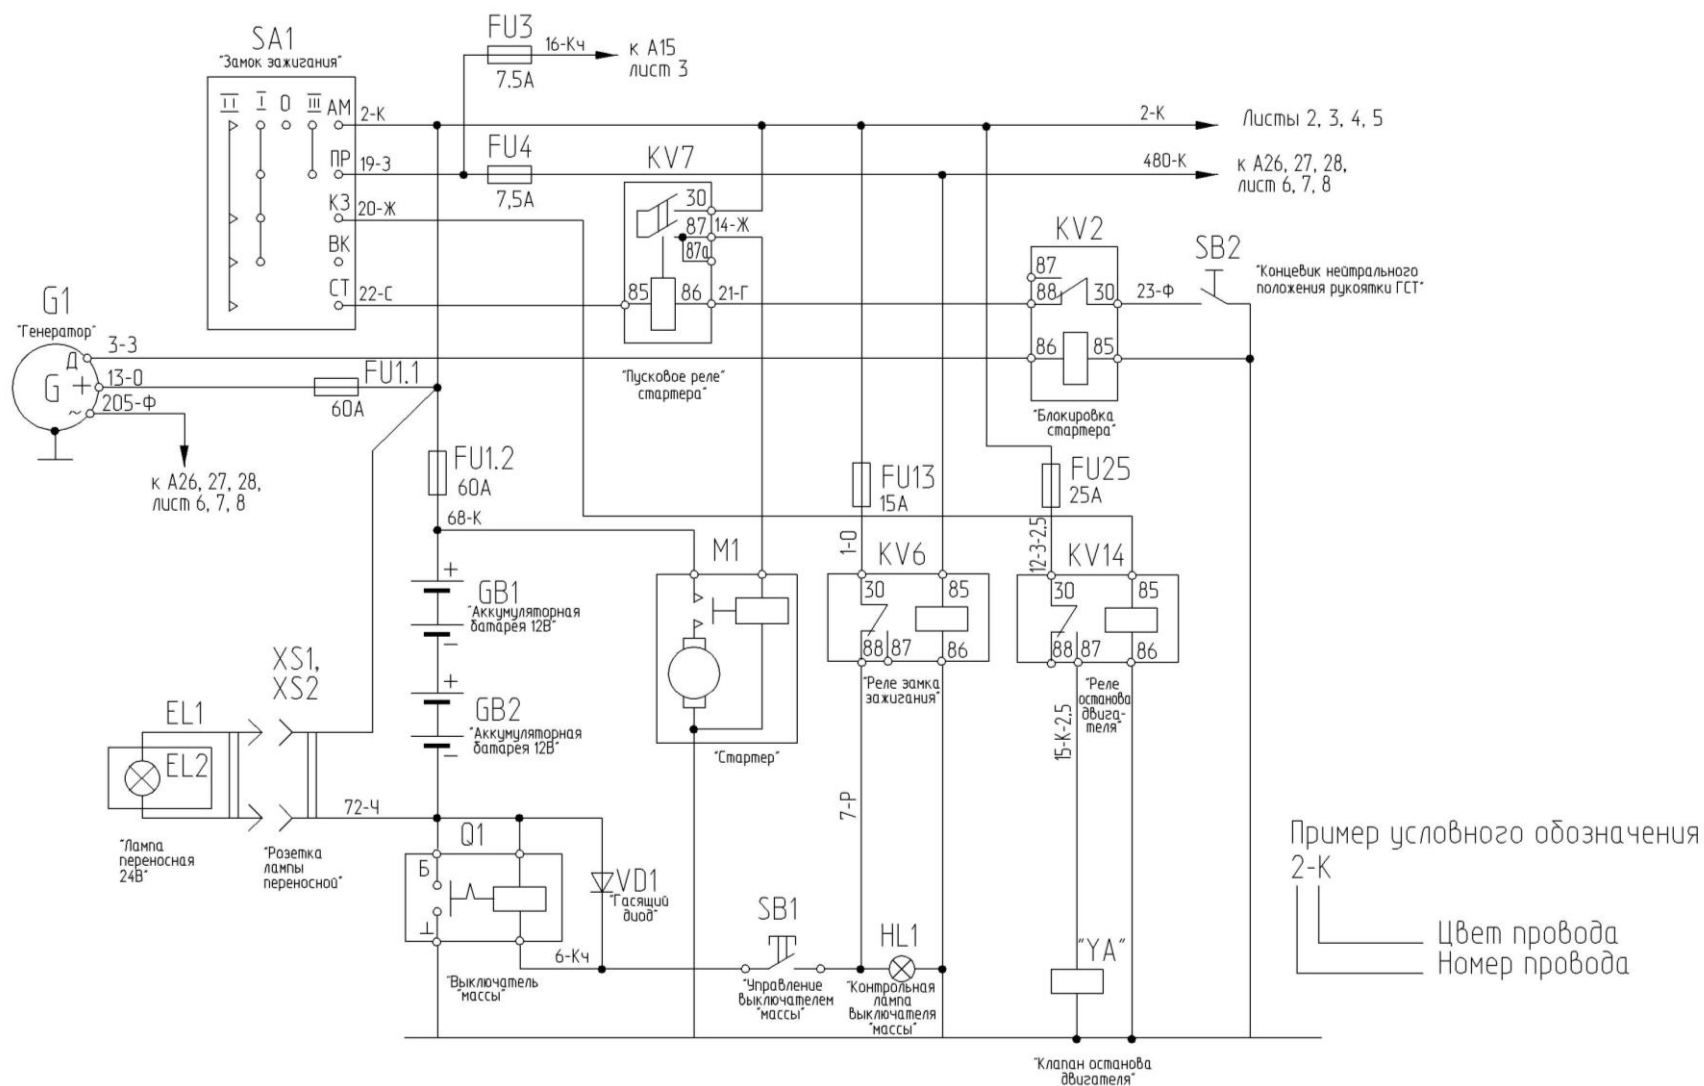 SA1
"Замок зажигания"
II I 0 III АМ
ПР
КЗ
ВК
СТ
2-К
19-З
20-Ж
22-С
FU3
7.5А
16-Кч
к А15
лист 3
FU4
7,5А
2-К
Листы 2, 3, 4, 5
480-К
к А26, 27, 28,
лист 6, 7, 8
KV7
30
87
87а
85
86
14-Ж
21-Г
"Пусковое реле"
стартера"
KV2
87
88
30
86
85
23-Ф
"Блокировка
стартера"
SB2
"Концевик нейтрального
положения рукоятки ГСТ"
G1
"Генератор"
G
Д
+
~
3-З
13-О
205-Ф
к А26, 27, 28,
лист 6, 7, 8
FU1.1
60А
FU1.2
60А
68-К
FU13
15А
FU25
25А
1-О
12-З-2,5
+
GB1
"Аккумуляторная
батарея 12В"
−
+
GB2
"Аккумуляторная
батарея 12В"
−
M1
"Стартер"
KV6
30
85
88
87
86
"Реле замка
зажигания"
KV14
30
85
88
87
86
"Реле
останова
двига-
теля"
XS1,
XS2
EL1
EL2
"Лампа
переносная
24В"
"Розетка
лампы
переносной"
72-Ч
Q1
Б
⊥
"Выключатель
"массы"
6-Кч
VD1
"Гасящий
диод"
SB1
"Управление
выключателем
"массы"
7-Р
HL1
"Контрольная
лампа
выключателя
"массы"
15-К-2,5
"YA"
"Клапан останова
двигателя"
Пример условного обозначения
2-К
Цвет провода
Номер провода